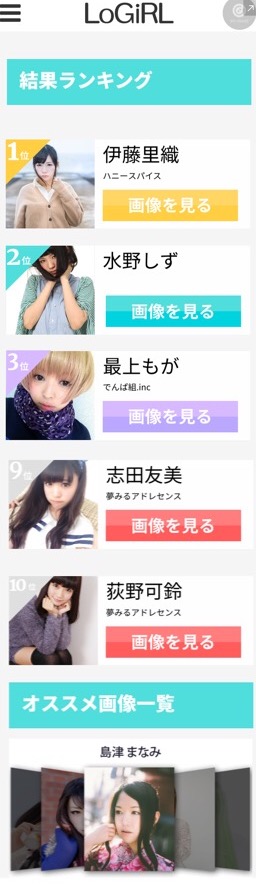 LoGiRL
結果ランキング
1位
伊藤里織
ハニースパイス
画像を見る
2位
水野しず
画像を見る
3位
最上もが
でんぱ組.inc
画像を見る
9位
志田友美
夢みるアドレセンス
画像を見る
10位
荻野可鈴
夢みるアドレセンス
画像を見る
オススメ画像一覧
島津 まなみ